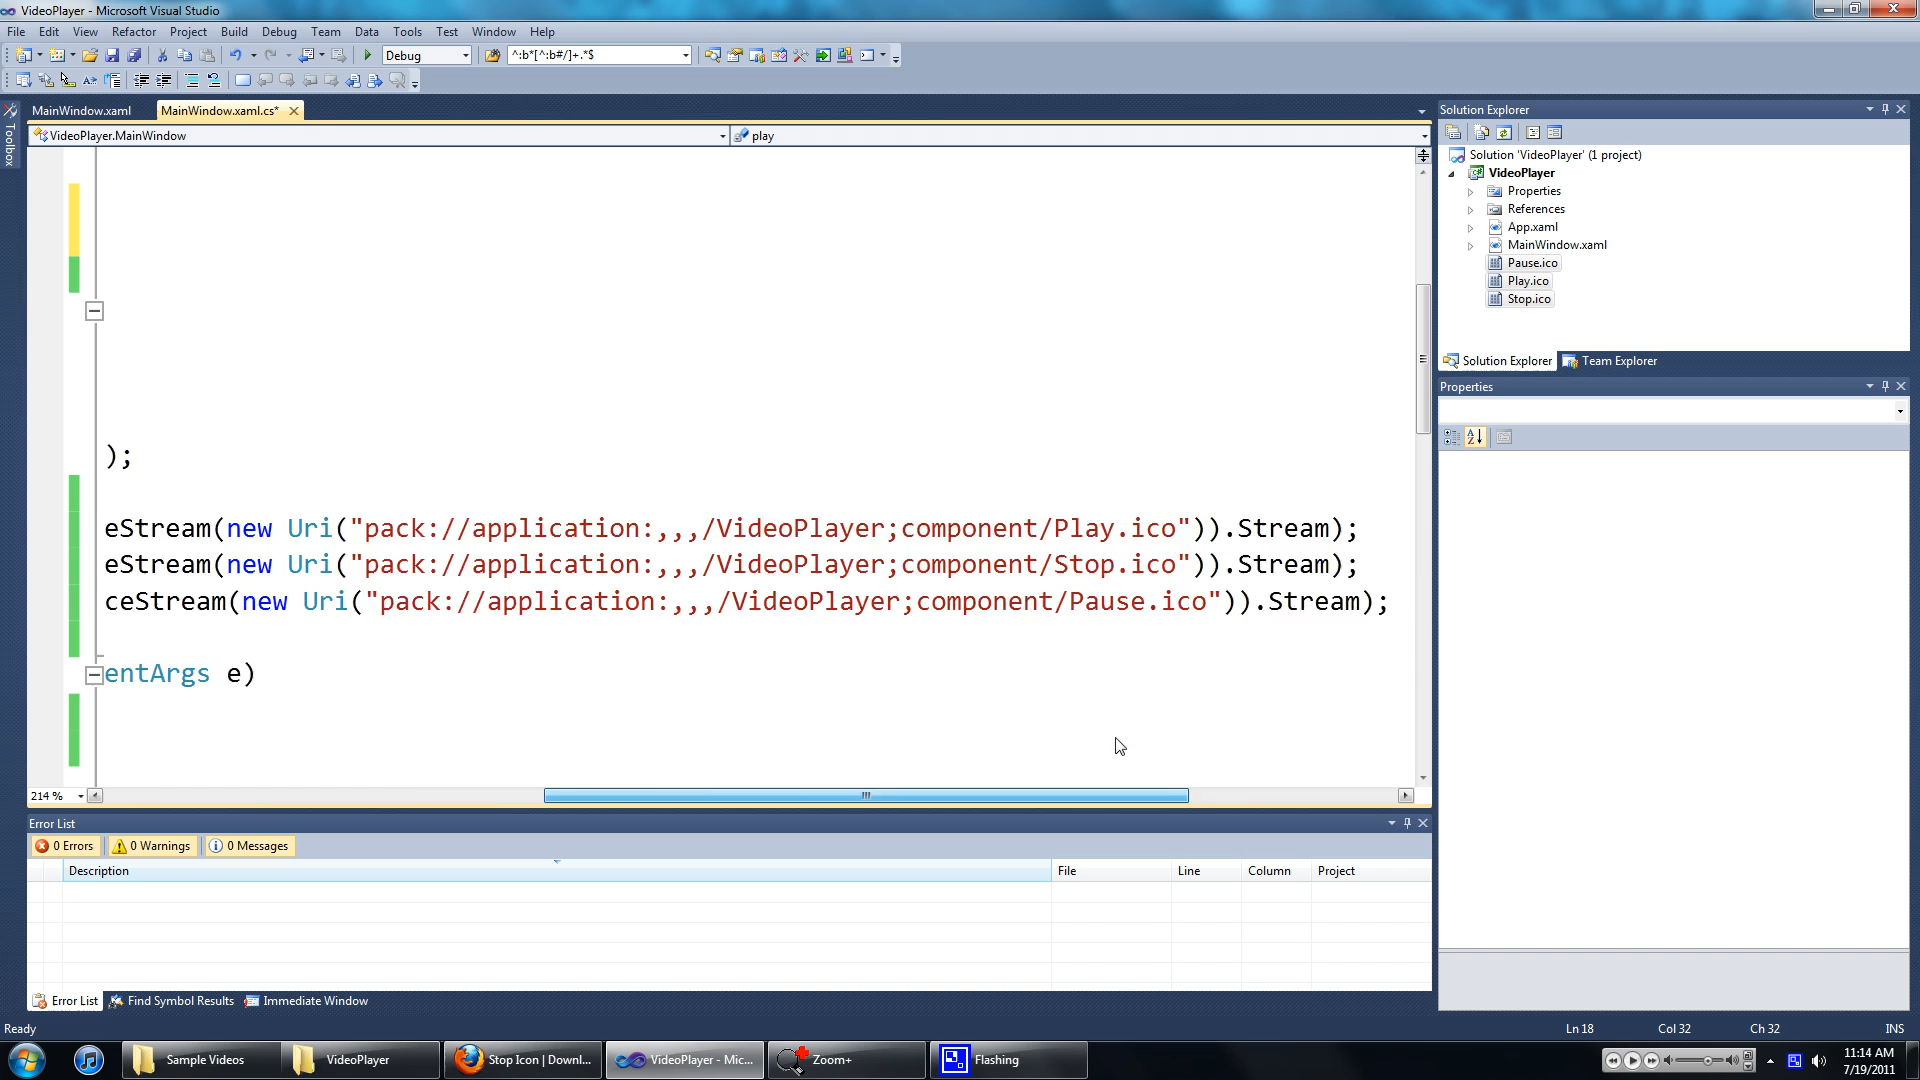 VideoPlayer - Microsoft Visual Studio
File Edit View Refactor Project Build Debug Team Data Tools Test Window Help
Debug ^:b*[^:b#/]+.*$
Toolbox
MainWindow.xaml MainWindow.xaml.cs*
VideoPlayer.MainWindow play
);
eStream(new Uri("pack://application:,,,/VideoPlayer;component/Play.ico")).Stream);
eStream(new Uri("pack://application:,,,/VideoPlayer;component/Stop.ico")).Stream);
ceStream(new Uri("pack://application:,,,/VideoPlayer;component/Pause.ico")).Stream);
entArgs e)
214 %
Solution Explorer
Solution 'VideoPlayer' (1 project)
VideoPlayer
Properties
References
App.xaml
MainWindow.xaml
Pause.ico
Play.ico
Stop.ico
Solution Explorer Team Explorer
Properties
Error List
0 Errors 0 Warnings 0 Messages
Description File Line Column Project
Error List Find Symbol Results Immediate Window
Ready Ln 18 Col 32 Ch 32 INS
Sample Videos VideoPlayer Stop Icon | Downl... VideoPlayer - Mic... Zoom+ Flashing
11:14 AM
7/19/2011